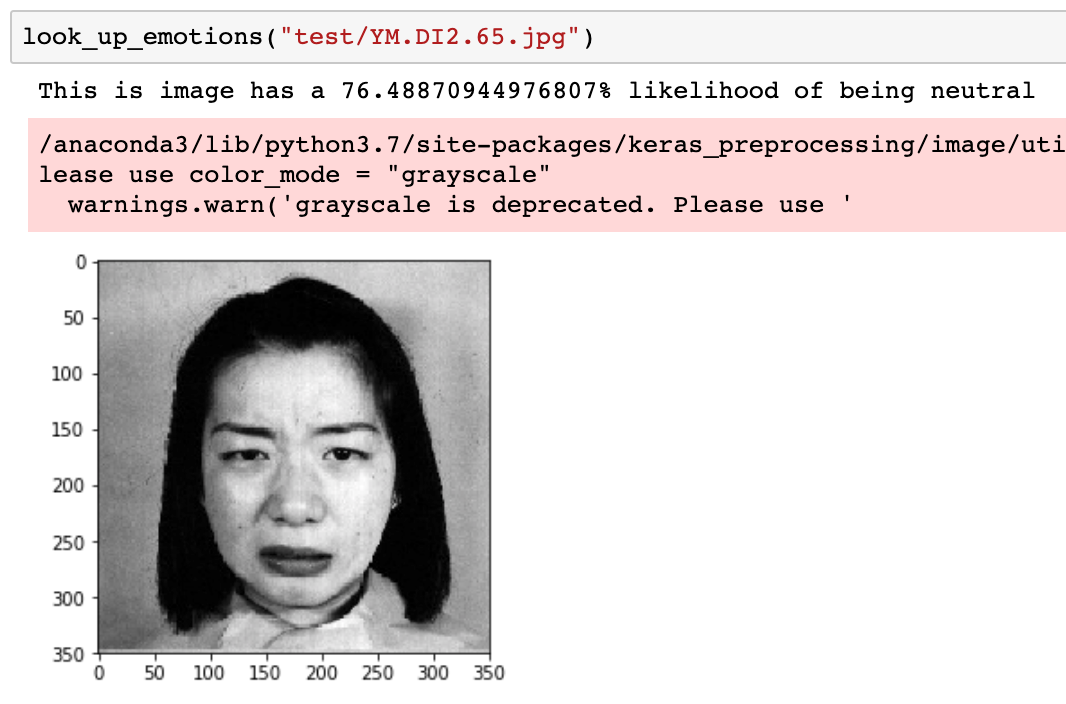 look_up_emotions("test/YM.DI2.65.jpg")
This is image has a 76.48870944976807% likelihood of being neutral
/anaconda3/lib/python3.7/site-packages/keras_preprocessing/image/uti
lease use color_mode = "grayscale"
warnings.warn('grayscale is deprecated. Please use '
0
50
100
150
200
250
300
350
0 50 100 150 200 250 300 350